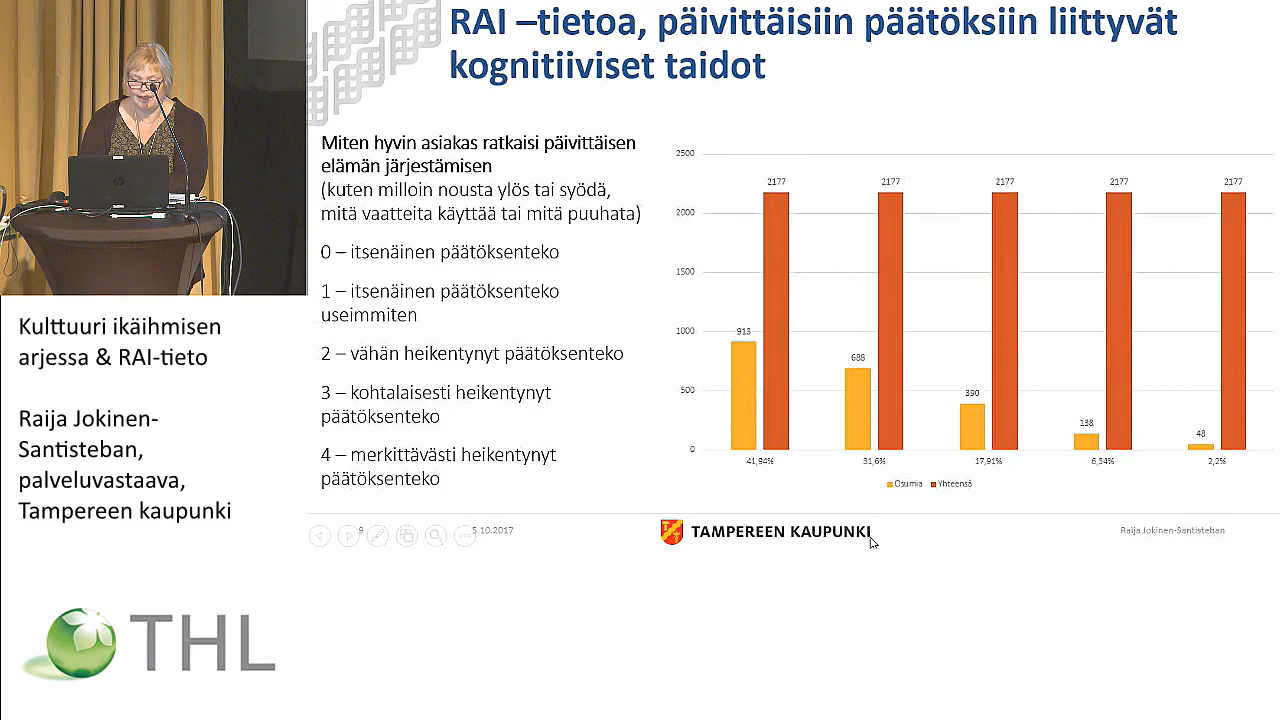 RAI –tietoa, päivittäisiin päätöksiin liittyvät
kognitiiviset taidot
Miten hyvin asiakas ratkaisi päivittäisen
elämän järjestämisen
(kuten milloin nousta ylös tai syödä,
mitä vaatteita käyttää tai mitä puuhata)
0 – itsenäinen päätöksenteko
1 – itsenäinen päätöksenteko
useimmiten
2 – vähän heikentynyt päätöksenteko
3 – kohtalaisesti heikentynyt
päätöksenteko
4 – merkittävästi heikentynyt
päätöksenteko
2500
2000
1500
1000
500
0
913 2177
688 2177
390 2177
138 2177
48 2177
41,94% 31,6% 17,91% 6,34% 2,2%
Osumia Yhteensä
9 5.10.2017 TAMPEREEN KAUPUNKI Raija Jokinen-Santisteban
Kulttuuri ikäihmisen
arjessa & RAI-tieto
Raija Jokinen-
Santisteban,
palveluvastaava,
Tampereen kaupunki
THL